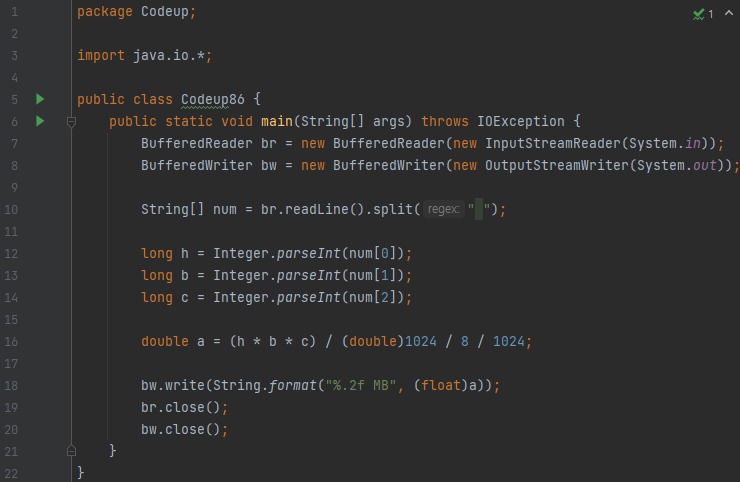 1 package Codeup;
2
3 import java.io.*;
4
5 public class Codeup86 {
6 public static void main(String[] args) throws IOException {
7 BufferedReader br = new BufferedReader(new InputStreamReader(System.in));
8 BufferedWriter bw = new BufferedWriter(new OutputStreamWriter(System.out));
9
10 String[] num = br.readLine().split( regex: " ");
11
12 long h = Integer.parseInt(num[0]);
13 long b = Integer.parseInt(num[1]);
14 long c = Integer.parseInt(num[2]);
15
16 double a = (h * b * c) / (double)1024 / 8 / 1024;
17
18 bw.write(String.format("%.2f MB", (float)a));
19 br.close();
20 bw.close();
21 }
22 }
1